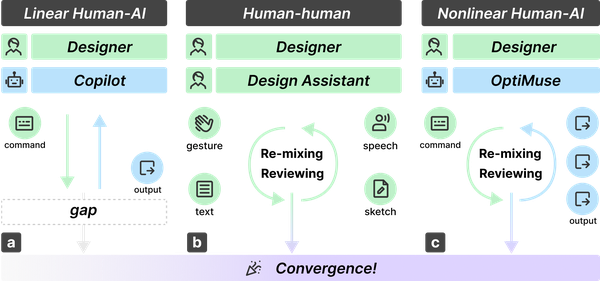 Linear Human-AI
Designer
Copilot
command
output
gap
a
Human-human
Designer
Design Assistant
gesture
speech
Re-mixing
Reviewing
text
sketch
b
Nonlinear Human-AI
Designer
OptiMuse
command
Re-mixing
Reviewing
output
c
Convergence!